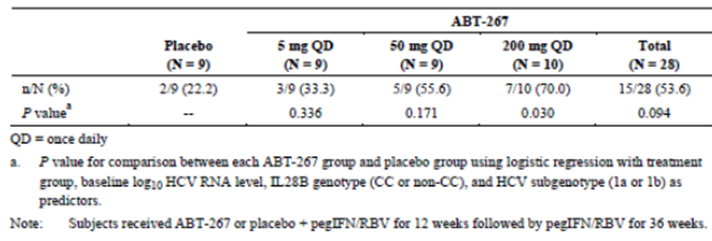 ABT-267
Placebo 5 mg QD 50 mg QD 200 mg QD Total
(N = 9) (N = 9) (N = 9) (N = 10) (N = 28)
n/N (%) 2/9 (22.2) 3/9 (33.3) 5/9 (55.6) 7/10 (70.0) 15/28 (53.6)
P valueᵃ -- 0.336 0.171 0.030 0.094
QD = once daily
a. P value for comparison between each ABT-267 group and placebo group using logistic regression with treatment
group, baseline log₁₀ HCV RNA level, IL28B genotype (CC or non-CC), and HCV subgenotype (1a or 1b) as
predictors.
Note: Subjects received ABT-267 or placebo + pegIFN/RBV for 12 weeks followed by pegIFN/RBV for 36 weeks.